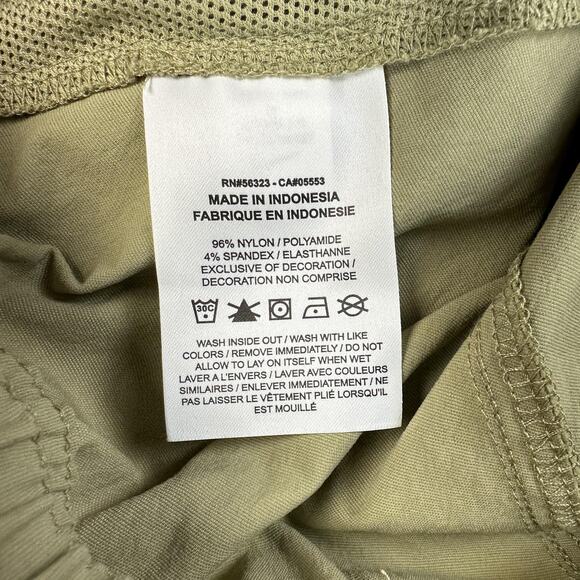 RN#56323 - CA#05553
MADE IN INDONESIA
FABRIQUE EN INDONESIE
96% NYLON / POLYAMIDE
4% SPANDEX / ELASTHANNE
EXCLUSIVE OF DECORATION /
DECORATION NON COMPRISE
30C
WASH INSIDE OUT / WASH WITH LIKE
COLORS / REMOVE IMMEDIATELY / DO NOT
ALLOW TO LAY ON ITSELF WHEN WET
LAVER A L'ENVERS / LAVER AVEC COULEURS
SIMILAIRES / ENLEVER IMMEDIATEMENT / NE
PAS LAISSER LE VÊTEMENT PLIÉ LORSQU'IL
EST MOUILLÉ